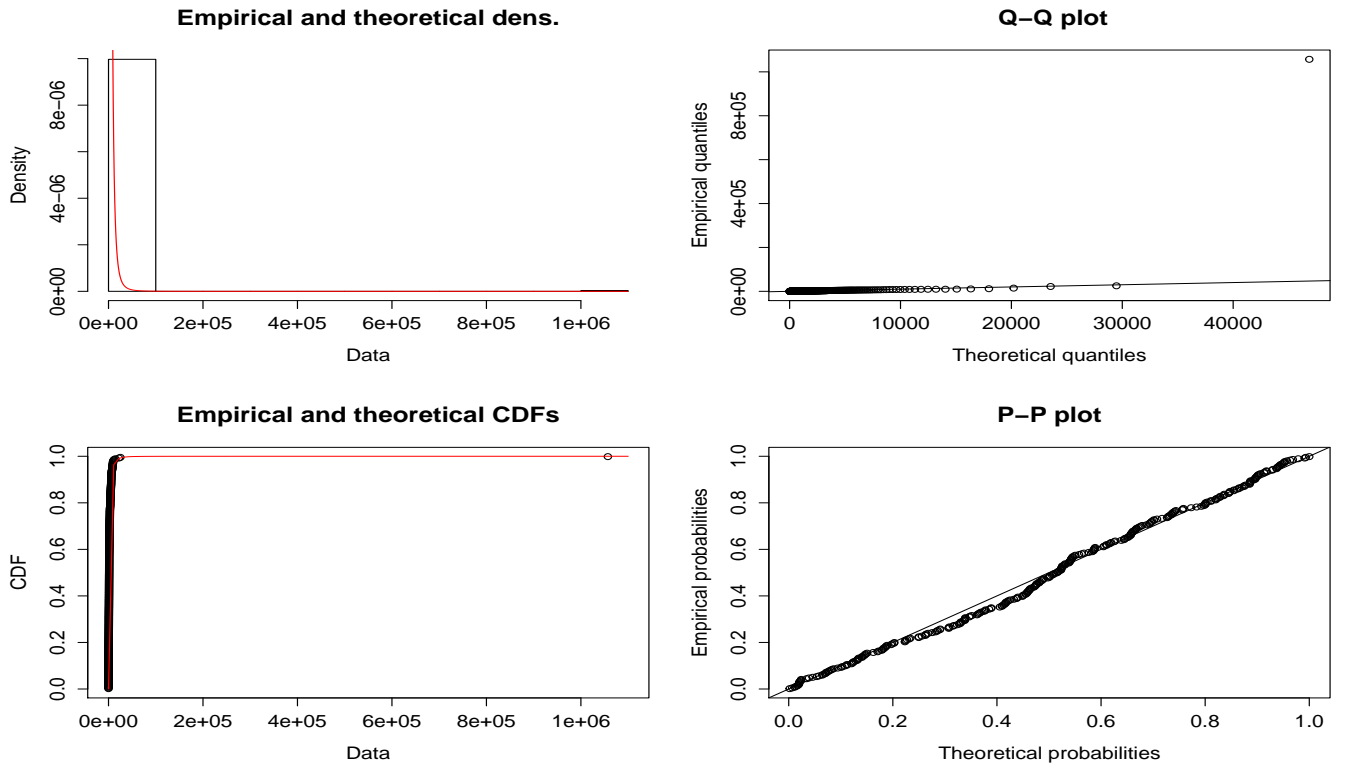 Empirical and theoretical dens.
Density
0e+00 4e−06 8e−06
0e+00 2e+05 4e+05 6e+05 8e+05 1e+06
Data
Q−Q plot
Empirical quantiles
0e+00 4e+05 8e+05
0 10000 20000 30000 40000
Theoretical quantiles
Empirical and theoretical CDFs
CDF
0.0 0.2 0.4 0.6 0.8 1.0
0e+00 2e+05 4e+05 6e+05 8e+05 1e+06
Data
P−P plot
Empirical probabilities
0.0 0.2 0.4 0.6 0.8 1.0
0.0 0.2 0.4 0.6 0.8 1.0
Theoretical probabilities